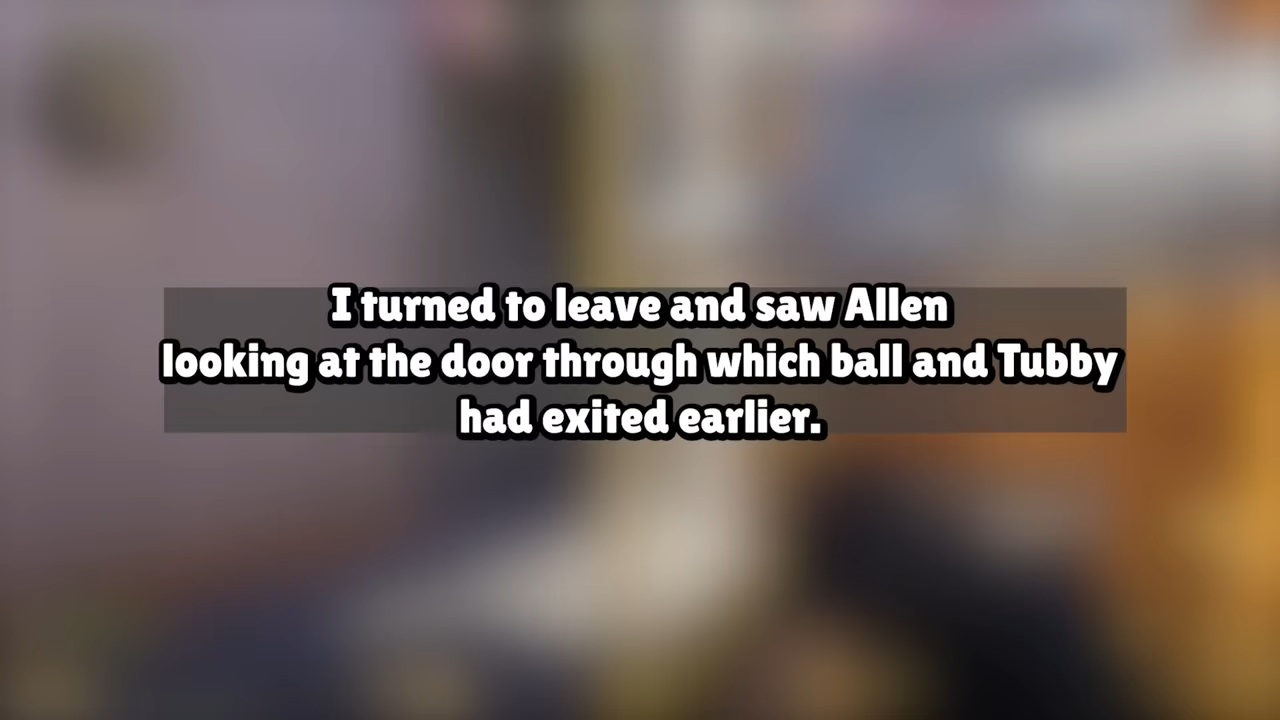 I turned to leave and saw Allen
looking at the door through which ball and Tubby
had exited earlier.